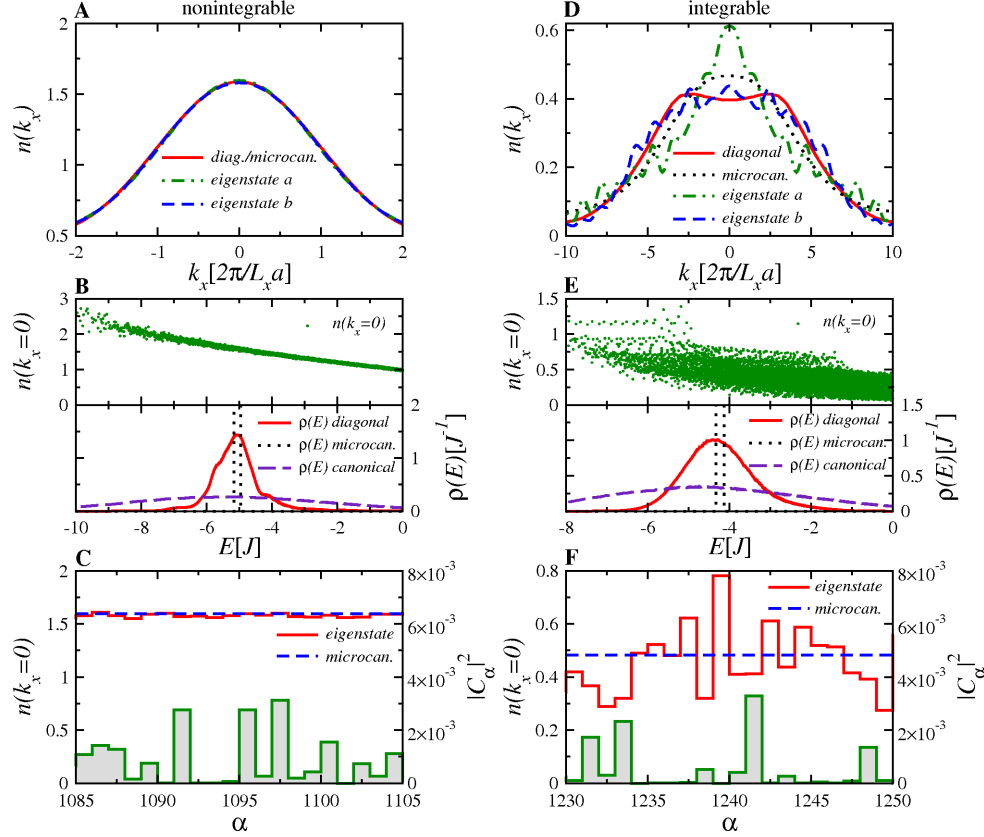 A nonintegrable
n(kₓ)
2
1.5
1
0.5
diag./microcan.
eigenstate a
eigenstate b
-2 -1 0 1 2
kₓ[2π/Lₓa]
B
n(kₓ=0)
3
2
1
0
n(kₓ=0)
2
1
0
ρ(E)[J⁻¹]
ρ(E) diagonal
ρ(E) microcan.
ρ(E) canonical
-10 -8 -6 -4 -2 0
E[J]
C
n(kₓ=0)
2
1.5
1
0.5
0
eigenstate
microcan.
8×10⁻³
6×10⁻³
4×10⁻³
2×10⁻³
0
|C_α|²
1085 1090 1095 1100 1105
α
D integrable
n(kₓ)
0.6
0.4
0.2
0
diagonal
microcan.
eigenstate a
eigenstate b
-10 -5 0 5 10
kₓ[2π/Lₓa]
E
n(kₓ=0)
1.5
1
0.5
0
n(kₓ=0)
1.5
1
0.5
0
ρ(E)[J⁻¹]
ρ(E) diagonal
ρ(E) microcan.
ρ(E) canonical
-8 -6 -4 -2 0
E[J]
F
n(kₓ=0)
0.8
0.6
0.4
0.2
0
eigenstate
microcan.
8×10⁻³
6×10⁻³
4×10⁻³
2×10⁻³
0
|C_α|²
1230 1235 1240 1245 1250
α